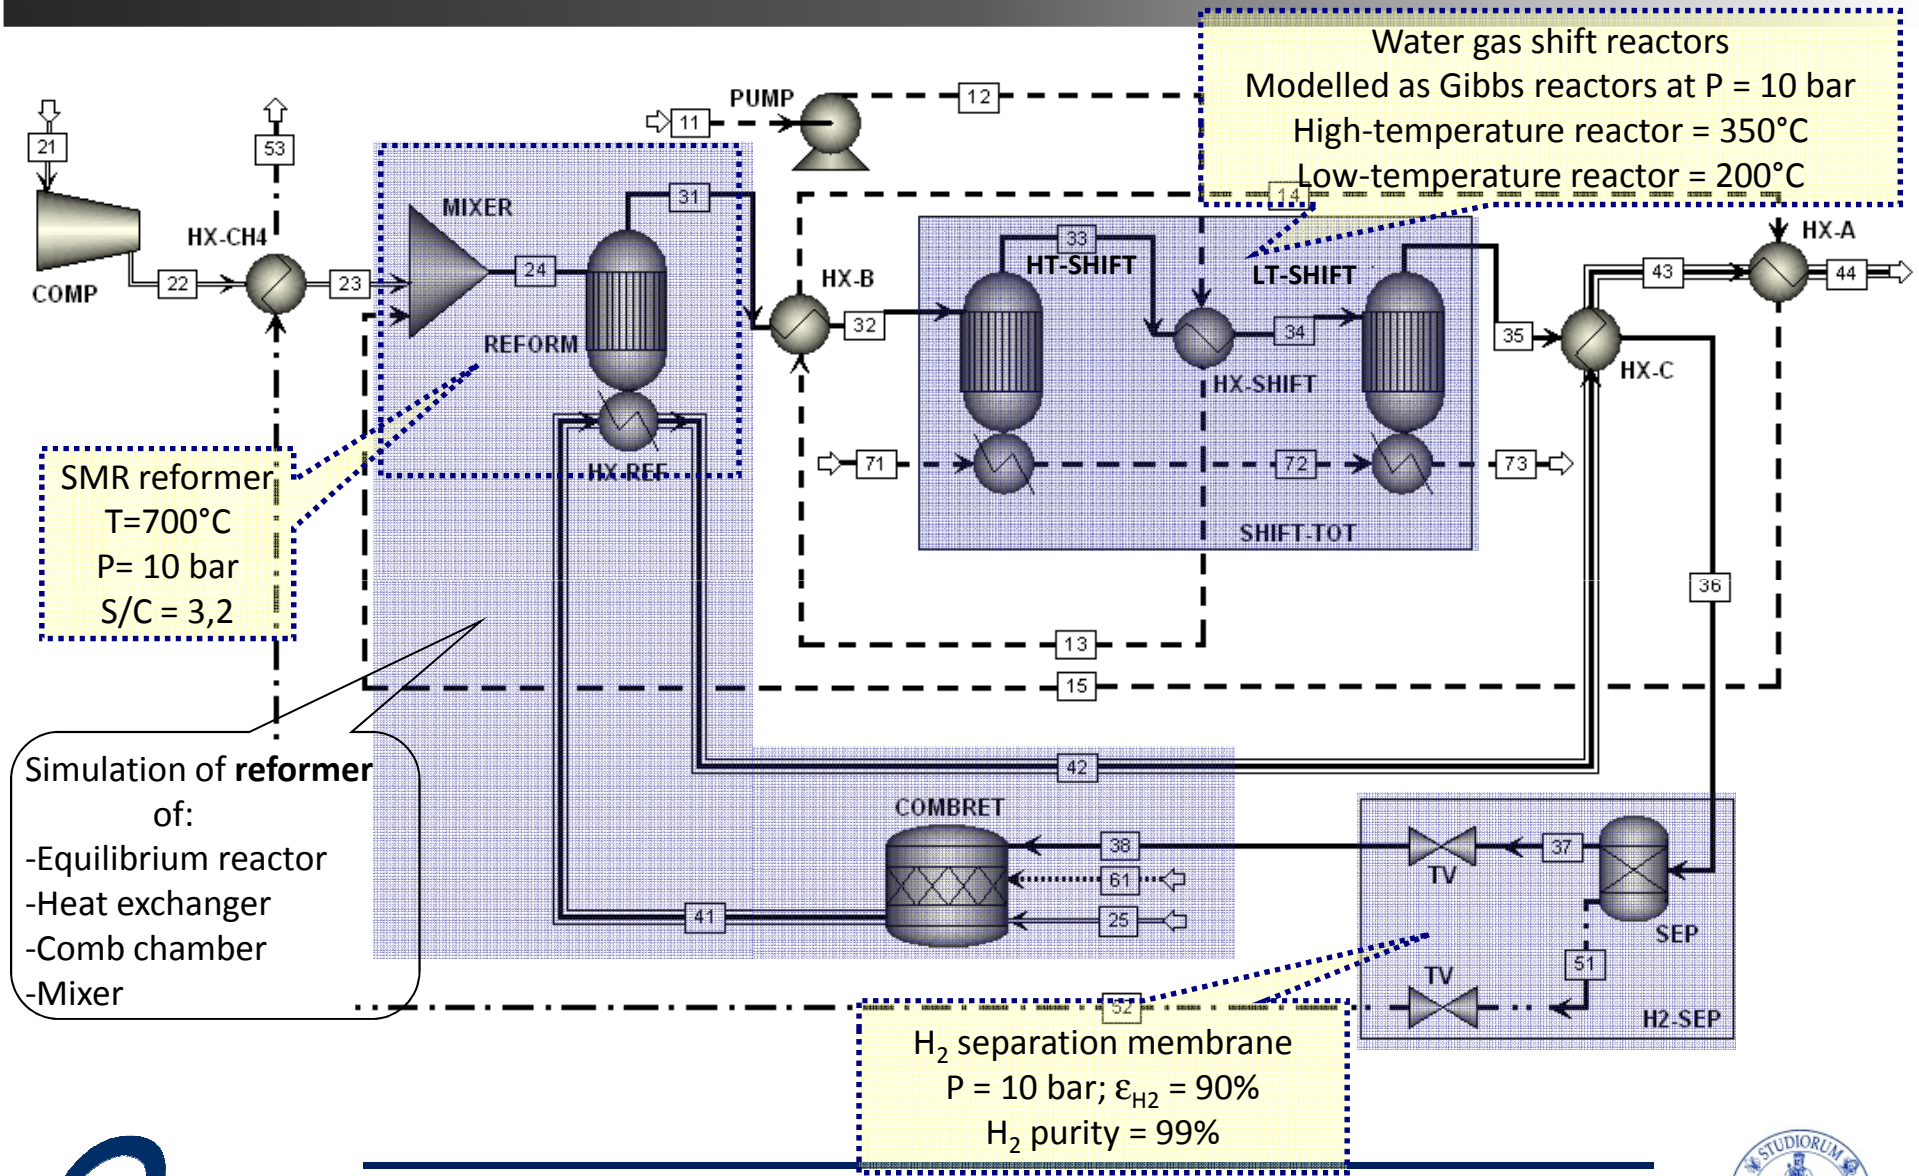 Water gas shift reactors
Modelled as Gibbs reactors at P = 10 bar
High-temperature reactor = 350°C
Low-temperature reactor = 200°C
PUMP
12
11
21
53
14
MIXER
31
HX-CH4
HX-A
33
HT-SHIFT
LT-SHIFT
22
23
24
COMP
HX-B
32
43
44
REFORM
34
35
HX-SHIFT
HX-C
HX-REF
71
72
73
SHIFT-TOT
SMR reformer
T=700°C
P= 10 bar
S/C = 3,2
36
13
15
42
Simulation of reformer
of:
-Equilibrium reactor
-Heat exchanger
-Comb chamber
-Mixer
COMBRET
38
61
25
41
37
TV
SEP
51
TV
H2-SEP
52
H₂ separation membrane
P = 10 bar; εH2 = 90%
H₂ purity = 99%
STUDIORUM